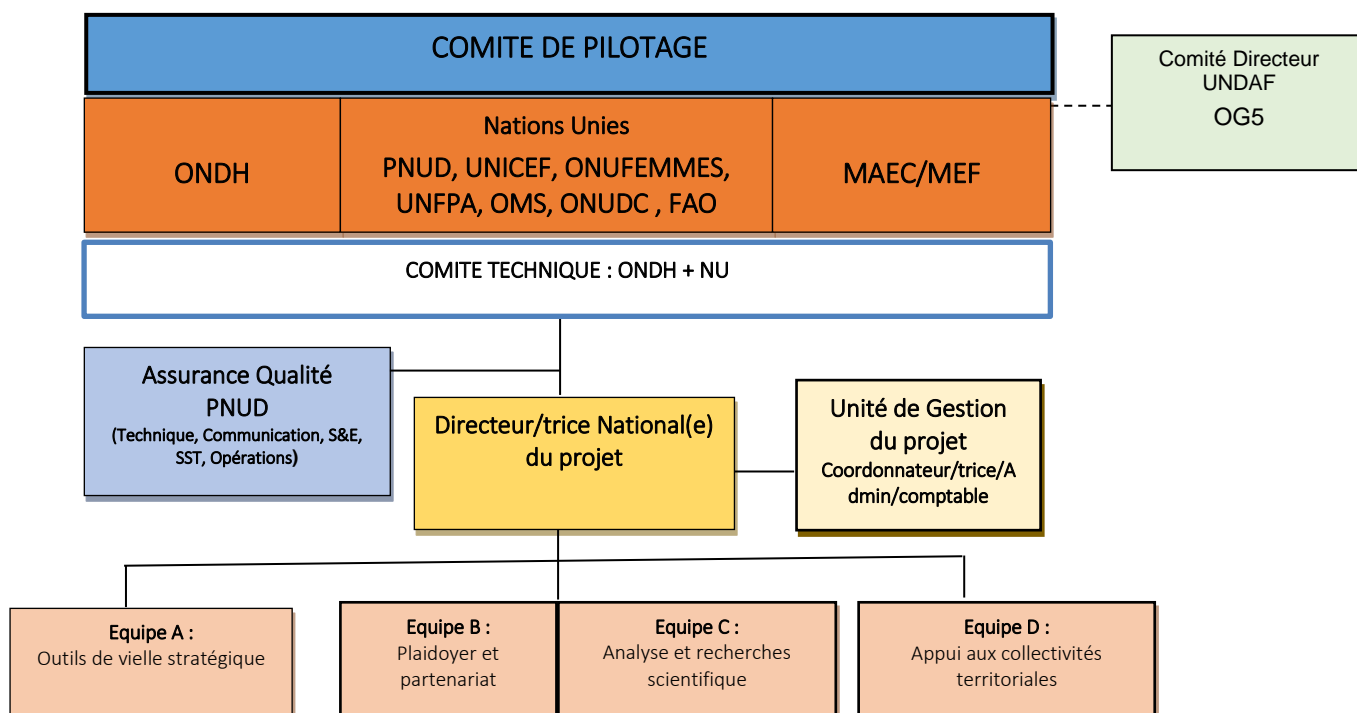 COMITE DE PILOTAGE
Comité Directeur
UNDAF
OG5
ONDH
Nations Unies
PNUD, UNICEF, ONUFEMMES,
UNFPA, OMS, ONUDC , FAO
MAEC/MEF
COMITE TECHNIQUE : ONDH + NU
Assurance Qualité
PNUD
(Technique, Communication, S&E,
SST, Opérations)
Directeur/trice National(e)
du projet
Unité de Gestion
du projet
Coordonnateur/trice/A
dmin/comptable
Equipe A :
Outils de vielle stratégique
Equipe B :
Plaidoyer et
partenariat
Equipe C :
Analyse et recherches
scientifique
Equipe D :
Appui aux collectivités
territoriales